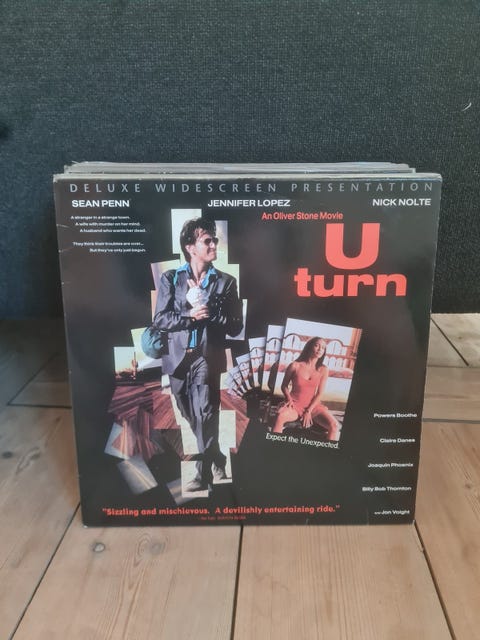 DELUXE WIDESCREEN PRESENTATION
SEAN PENN
JENNIFER LOPEZ
NICK NOLTE
A stranger in a strange town.
A wife with murder on her mind.
A husband who wants her dead.
They think their troubles are over...
But they've only just begun.
An Oliver Stone Movie
U
turn
Expect the Unexpected.
Powers Boothe
Claire Danes
Joaquin Phoenix
Billy Bob Thornton
Jon Voight
"Sizzling and mischievous. A devilishly entertaining ride."